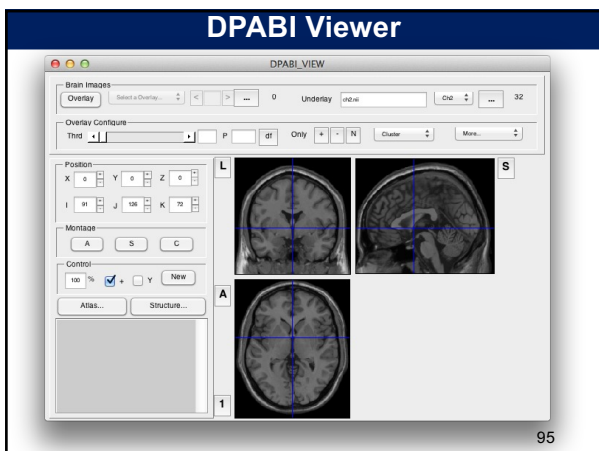 DPABI Viewer
DPABI_VIEW
Brain Images
Overlay Select a Overlay... < > ... 0 Underlay ch2.nii Ch2 ... 32
Overlay Configure
Thrd P df Only + - N Cluster More...
Position
X 0 Y 0 Z 0
I 91 J 126 K 72
Montage
A S C
Control
100 % + Y New
Atlas... Structure...
L
S
A
1
95